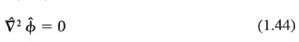 ∇̂² ϕ̂ = 0 (1.44)